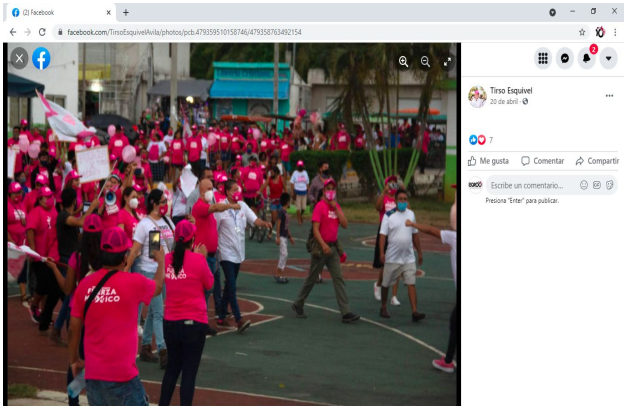 (2) Facebook
facebook.com/TirsoEsquivelAvila/photos/pcb.479359510158746/479358763492154
Tirso Esquivel
20 de abril
7
Me gusta
Comentar
Compartir
Escribe un comentario...
Presiona "Enter" para publicar.
2
FUERZA
MÉXICO